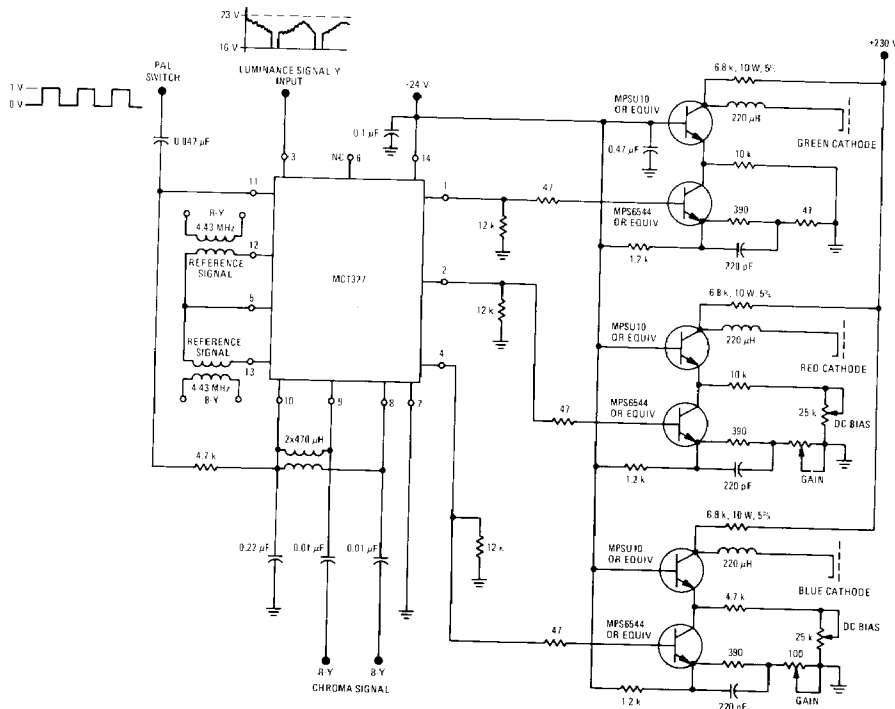 23 V
16 V
+230 V
PAL
SWITCH
LUMINANCE SIGNAL Y
INPUT
1 V
0 V
-24 V
0.047 µF
0.1 µF
3
NC
6
14
11
1
47
12 k
R-Y
4.43 MHz
12
REFERENCE
SIGNAL
MC1327
2
12 k
5
REFERENCE
SIGNAL
13
4.43 MHz
B-Y
4
10
9
8
7
2x470 µH
4.7 k
47
0.22 µF
0.01 µF
0.01 µF
12 k
47
R-Y
B-Y
CHROMA SIGNAL
6.8 k, 10 W, 5%
MPSU10
OR EQUIV
220 µH
GREEN CATHODE
0.47 µF
10 k
MPS6544
OR EQUIV
390
47
1.2 k
220 pF
6.8 k, 10 W, 5%
MPSU10
OR EQUIV
220 µH
RED CATHODE
10 k
MPS6544
OR EQUIV
25 k
DC BIAS
390
1.2 k
220 pF
GAIN
6.8 k, 10 W, 5%
MPSU10
OR EQUIV
220 µH
BLUE CATHODE
4.7 k
MPS6544
OR EQUIV
25 k
DC BIAS
390
100
1.2 k
220 pF
GAIN